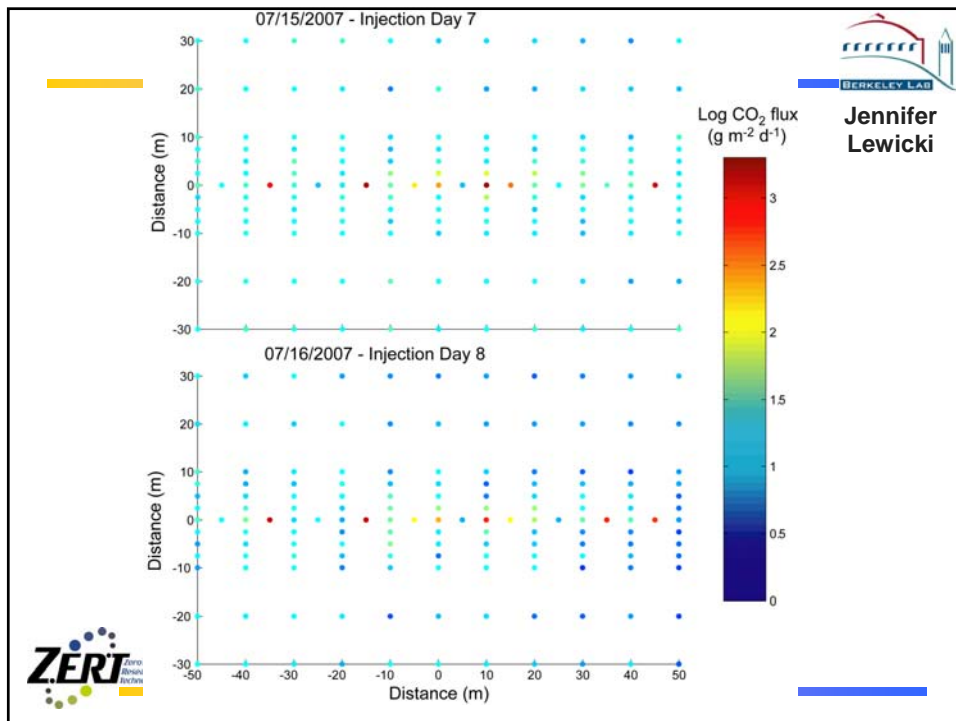 07/15/2007 - Injection Day 7
BERKELEY LAB
Jennifer
Lewicki
Log CO₂ flux
(g m⁻² d⁻¹)
30
20
10
0
-10
-20
-30
Distance (m)
3
2.5
2
1.5
1
0.5
0
07/16/2007 - Injection Day 8
30
20
10
0
-10
-20
-30
Distance (m)
-50 -40 -30 -20 -10 0 10 20 30 40 50
Distance (m)
ZERT
Zero